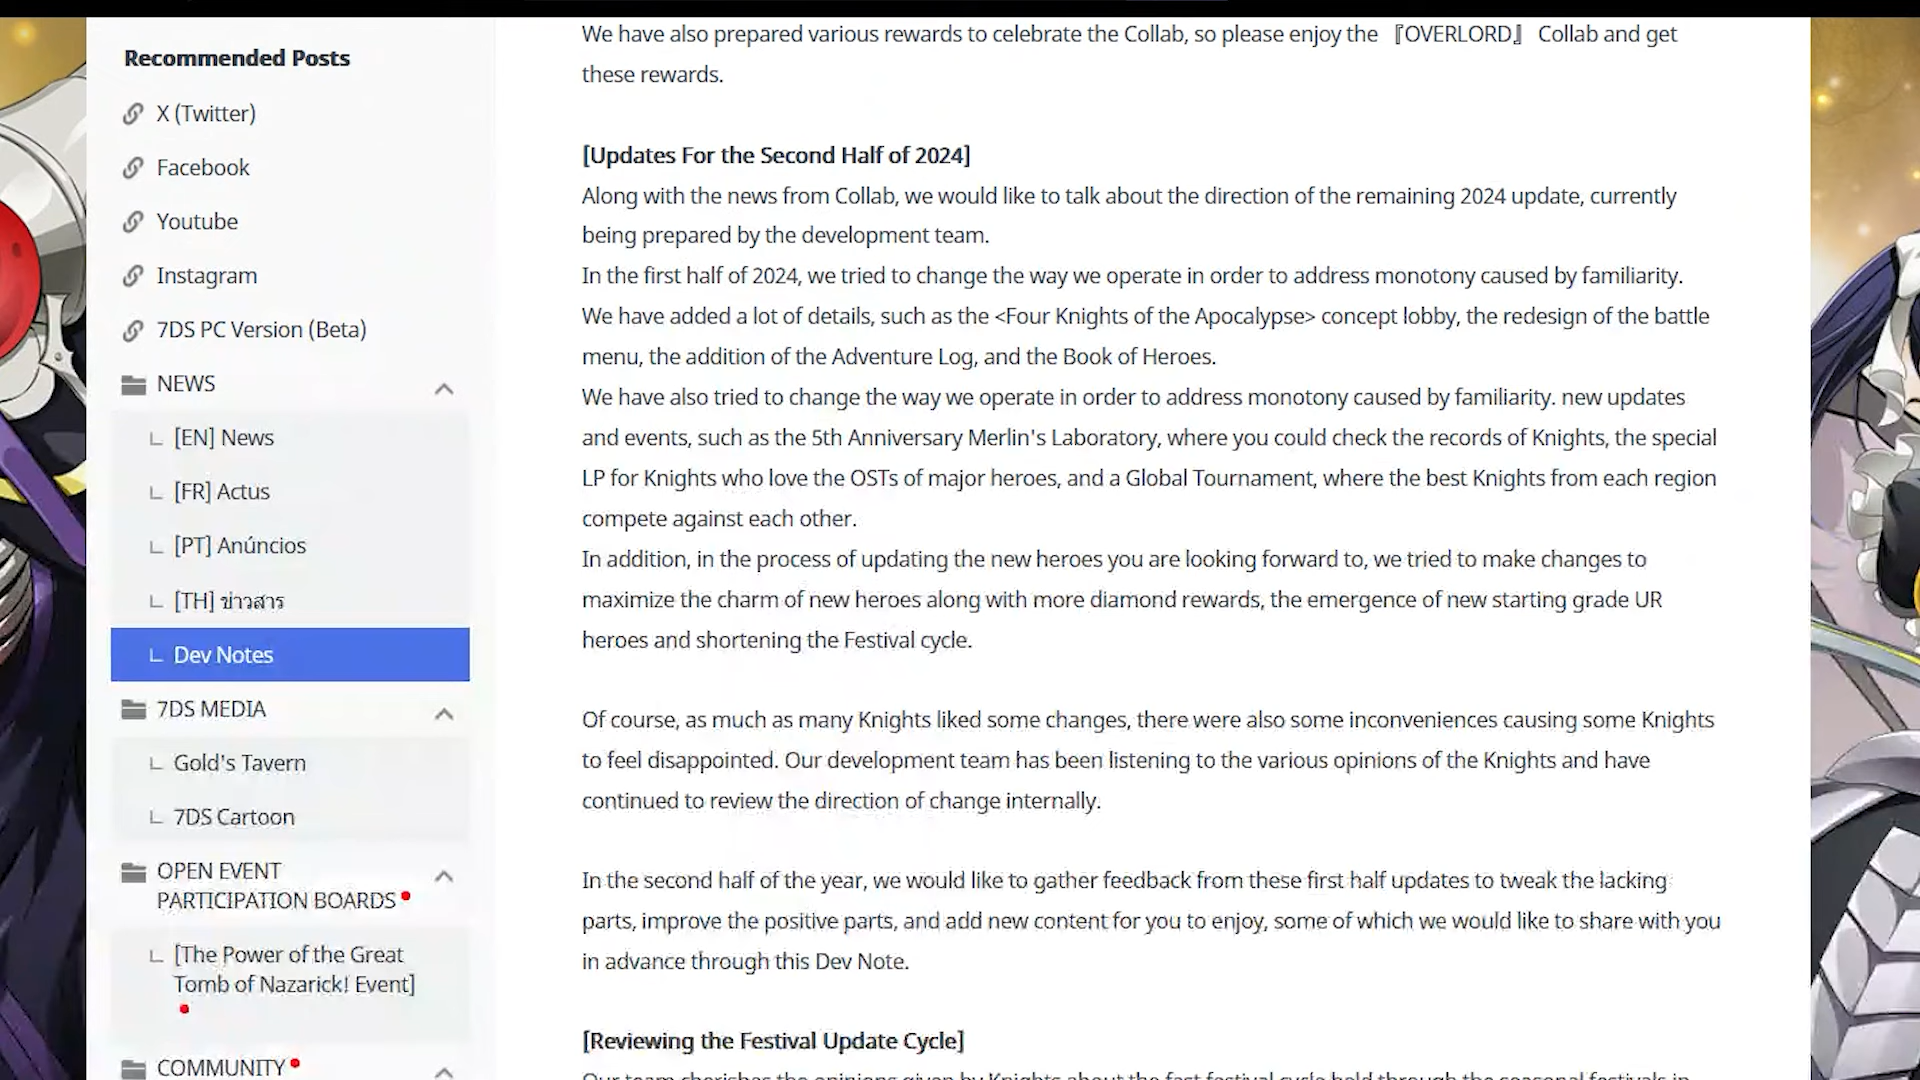 Recommended Posts
X (Twitter)
Facebook
Youtube
Instagram
7DS PC Version (Beta)
NEWS
[EN] News
[FR] Actus
[PT] Anúncios
[TH] ข่าวสาร
Dev Notes
7DS MEDIA
Gold's Tavern
7DS Cartoon
OPEN EVENT
PARTICIPATION BOARDS
[The Power of the Great
Tomb of Nazarick! Event]
COMMUNITY
We have also prepared various rewards to celebrate the Collab, so please enjoy the 『OVERLORD』 Collab and get
these rewards.
[Updates For the Second Half of 2024]
Along with the news from Collab, we would like to talk about the direction of the remaining 2024 update, currently
being prepared by the development team.
In the first half of 2024, we tried to change the way we operate in order to address monotony caused by familiarity.
We have added a lot of details, such as the <Four Knights of the Apocalypse> concept lobby, the redesign of the battle
menu, the addition of the Adventure Log, and the Book of Heroes.
We have also tried to change the way we operate in order to address monotony caused by familiarity. new updates
and events, such as the 5th Anniversary Merlin's Laboratory, where you could check the records of Knights, the special
LP for Knights who love the OSTs of major heroes, and a Global Tournament, where the best Knights from each region
compete against each other.
In addition, in the process of updating the new heroes you are looking forward to, we tried to make changes to
maximize the charm of new heroes along with more diamond rewards, the emergence of new starting grade UR
heroes and shortening the Festival cycle.
Of course, as much as many Knights liked some changes, there were also some inconveniences causing some Knights
to feel disappointed. Our development team has been listening to the various opinions of the Knights and have
continued to review the direction of change internally.
In the second half of the year, we would like to gather feedback from these first half updates to tweak the lacking
parts, improve the positive parts, and add new content for you to enjoy, some of which we would like to share with you
in advance through this Dev Note.
[Reviewing the Festival Update Cycle]
Our team cherishes the opinions given by Knights about the fast festival cycle held through the seasonal festivals in